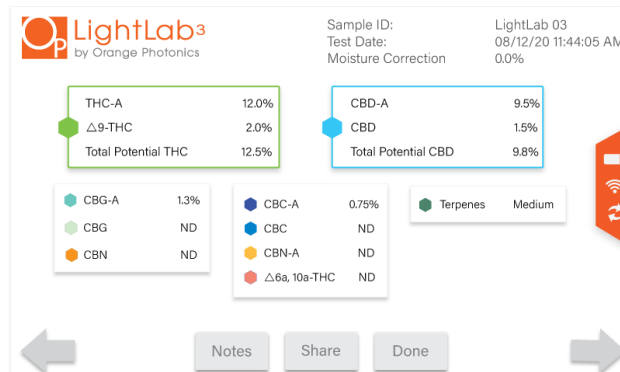 OP LightLab3
by Orange Photonics
Sample ID: LightLab 03
Test Date: 08/12/20 11:44:05 AM
Moisture Correction 0.0%
THC-A 12.0%
△9-THC 2.0%
Total Potential THC 12.5%
CBD-A 9.5%
CBD 1.5%
Total Potential CBD 9.8%
CBG-A 1.3%
CBG ND
CBN ND
CBC-A 0.75%
CBC ND
CBN-A ND
△6a, 10a-THC ND
Terpenes Medium
Notes
Share
Done